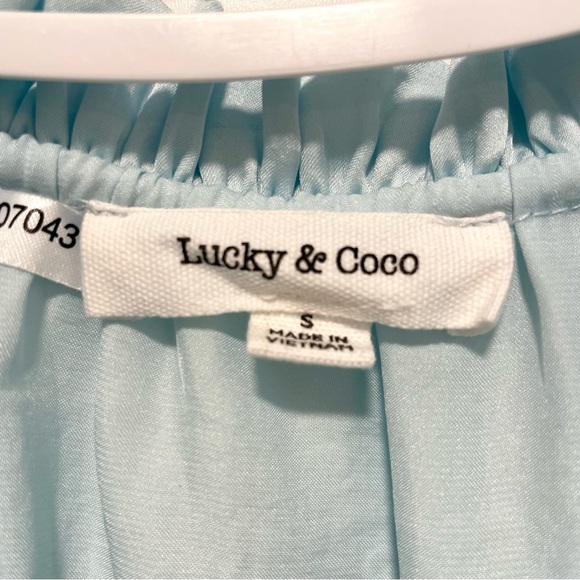 07043
Lucky & Coco
S
MADE IN
VIETNAM